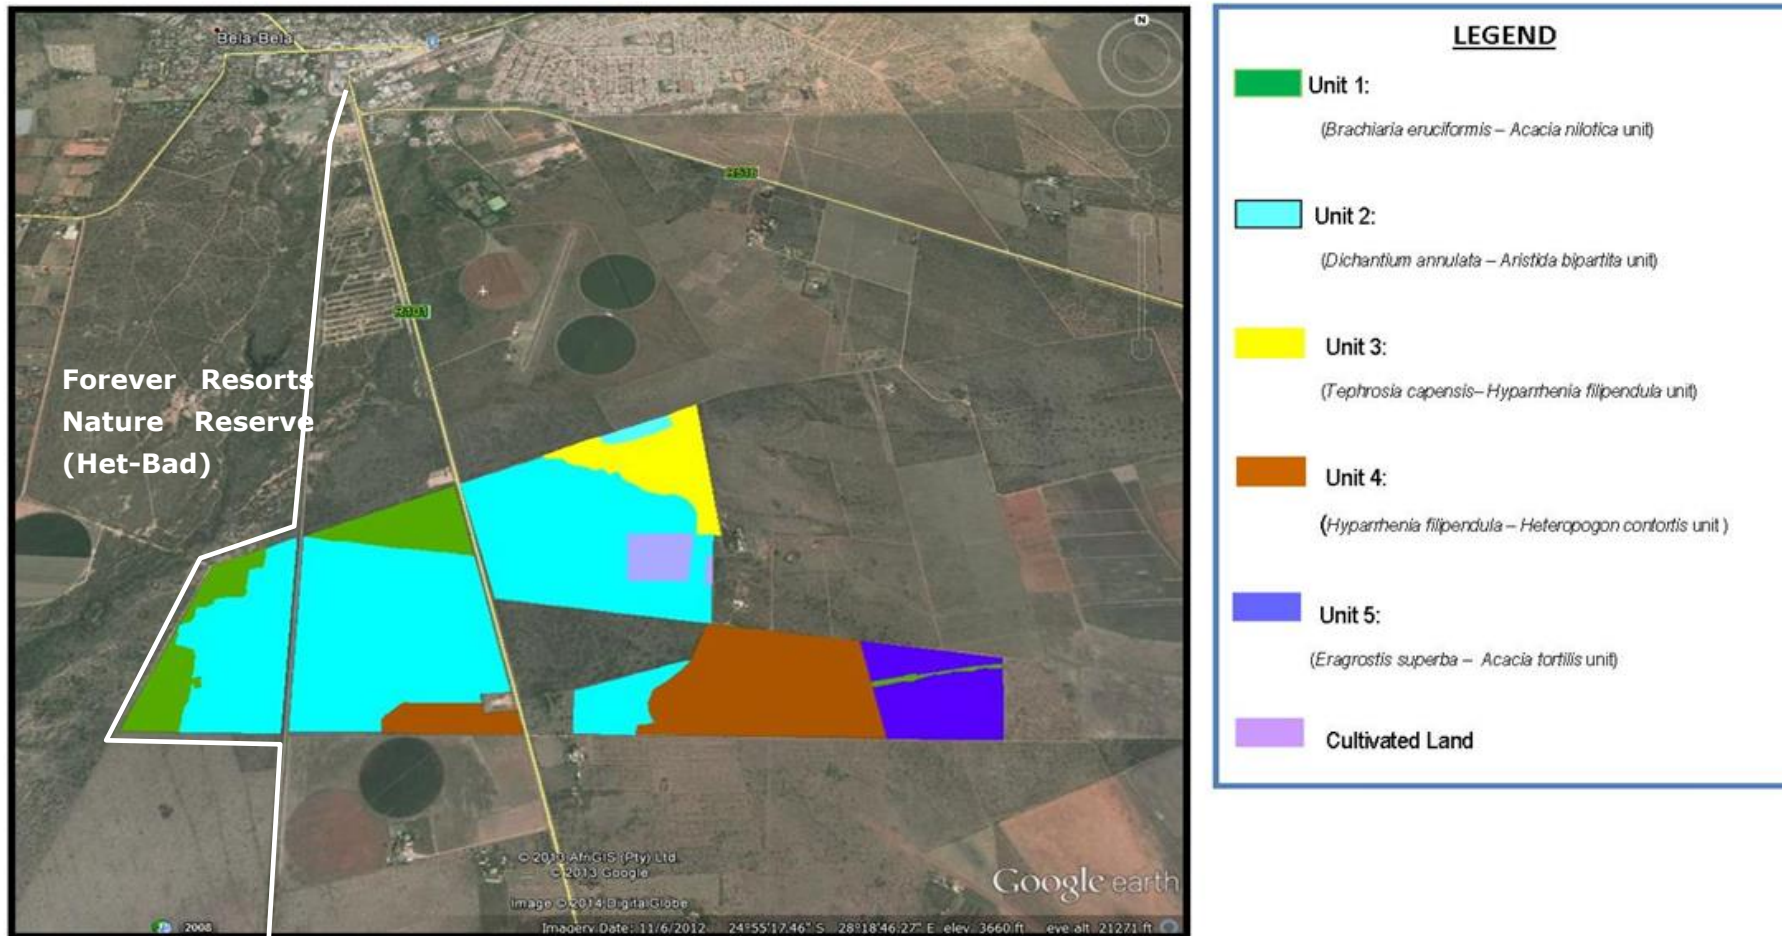 Bela-Bela
N
R516
R101
Forever Resorts
Nature Reserve
(Het-Bad)
© 2013 AfriGIS (Pty) Ltd.
© 2013 Google
Image © 2014 DigitalGlobe
Google earth
2008
Imagery Date: 11/6/2012 24°55'17.46" S 28°18'46.27" E elev 3660 ft eye alt 21271 ft
LEGEND
Unit 1:
(Brachiaria eruciformis – Acacia nilotica unit)
Unit 2:
(Dichantium annulata – Aristida bipartita unit)
Unit 3:
(Tephrosia capensis– Hyparrhenia filipendula unit)
Unit 4:
(Hyparrhenia filipendula – Heteropogon contortis unit )
Unit 5:
(Eragrostis superba – Acacia tortilis unit)
Cultivated Land